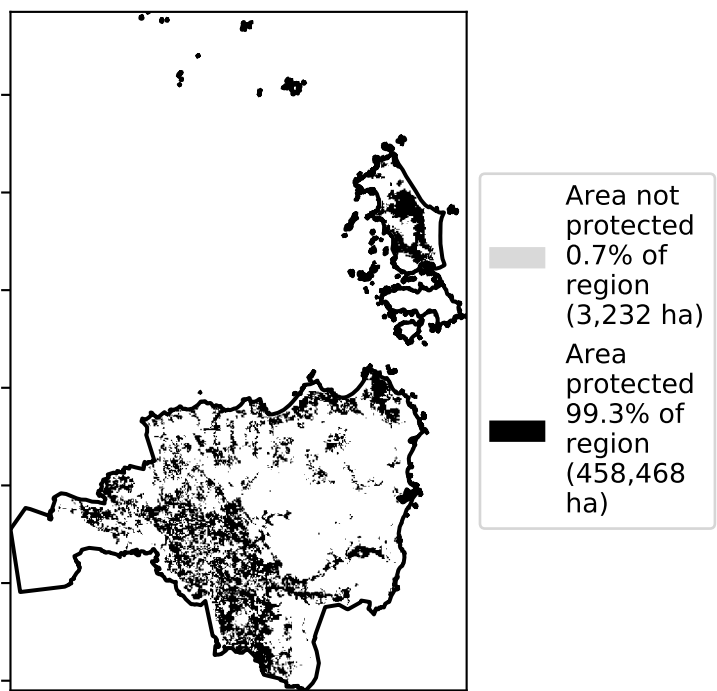 Area not
protected
0.7% of
region
(3,232 ha)
Area
protected
99.3% of
region
(458,468
ha)